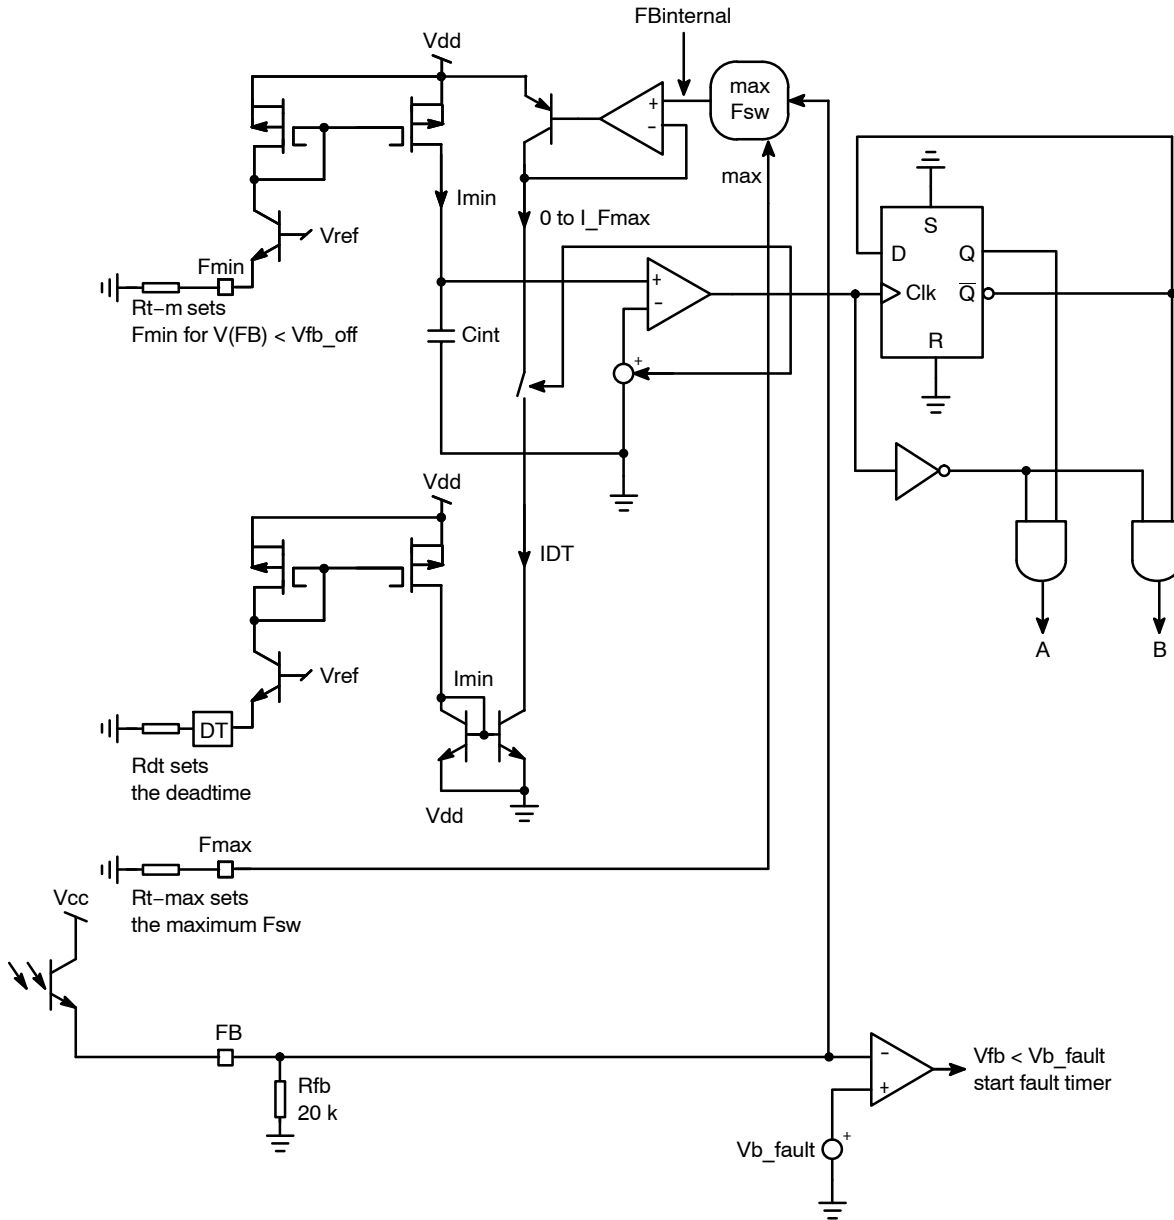 FBinternal
Vdd
max
Fsw
+
−
max
Imin
0 to I_Fmax
Vref
Fmin
Rt−m sets
Fmin for V(FB) < Vfb_off
Cint
+
−
+
S
D
Q
Clk
Q
R
Vdd
IDT
A
B
Vref
Imin
DT
Rdt sets
the deadtime
Vdd
Fmax
Rt−max sets
the maximum Fsw
Vcc
FB
Rfb
20 k
−
+
Vfb < Vb_fault
start fault timer
Vb_fault
+